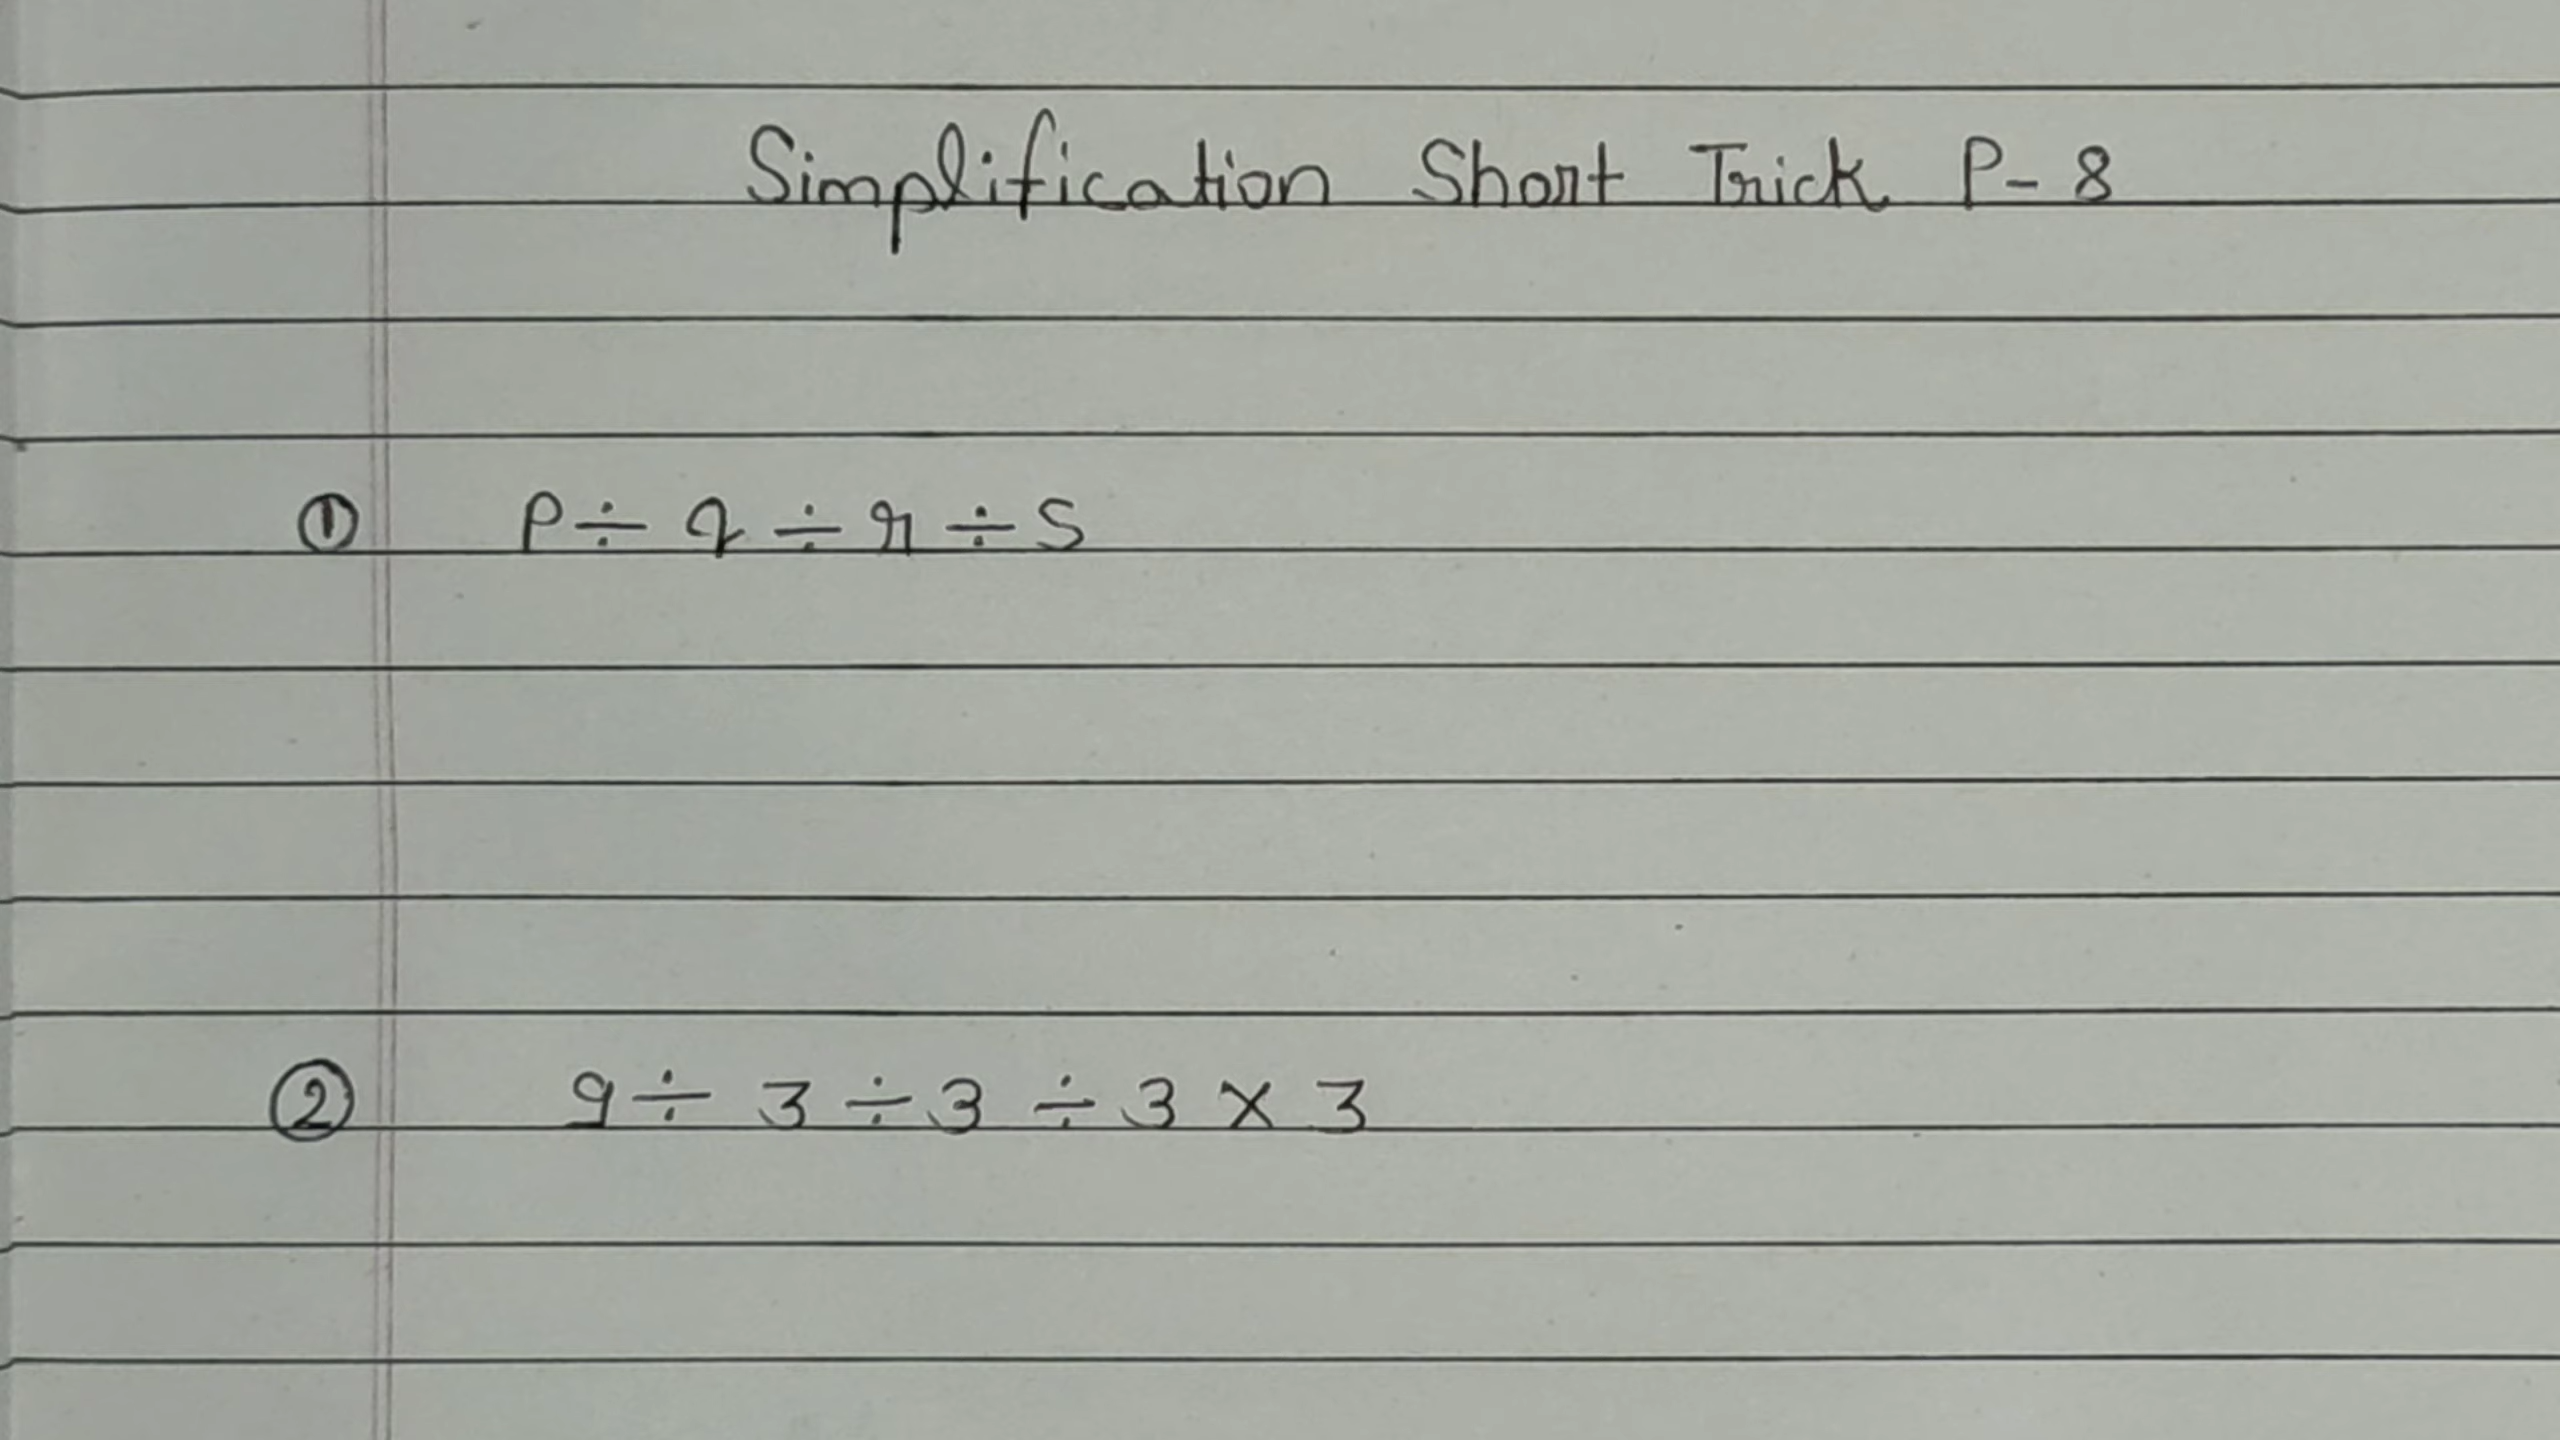 Simplification Short Trick P-8
① P ÷ q ÷ r ÷ s
② 9 ÷ 3 ÷ 3 ÷ 3 × 3